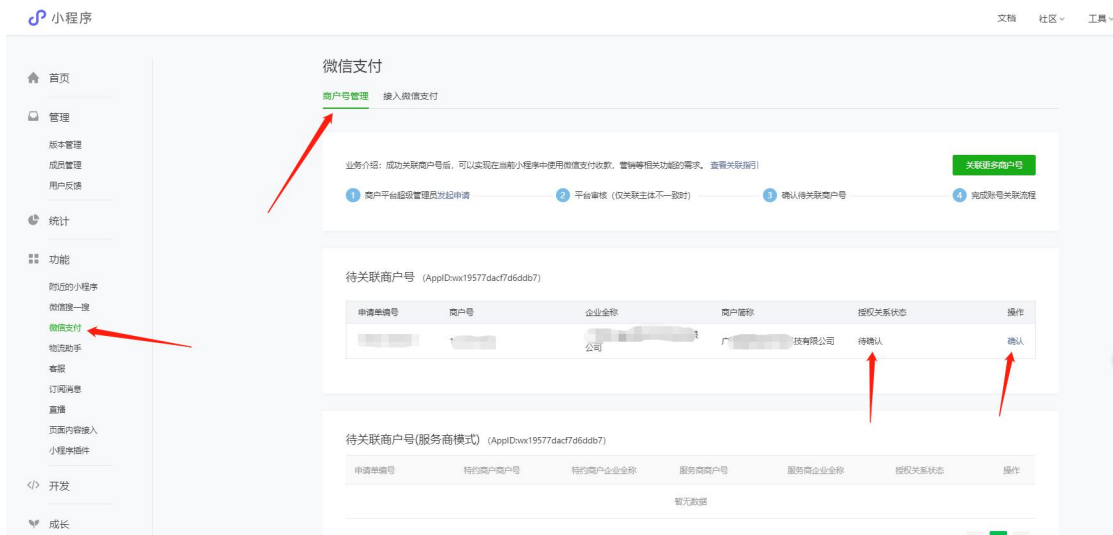 小程序
文档 社区 工具
首页
管理
版本管理
成员管理
用户反馈
统计
功能
附近的小程序
微信搜一搜
微信支付
物流助手
客服
订阅消息
直播
页面内容接入
小程序插件
开发
成长
微信支付
商户号管理 接入微信支付
业务介绍：成功关联商户号后，可以实现在当前小程序中使用微信支付收款，营销等相关功能的需求。 查看关联指引
关联更多商户号
1 商户平台超级管理员发起申请 2 平台审核（仅关联主体不一致时） 3 确认待关联商户号 4 完成账号关联流程
待关联商户号 (AppID:wx19577dacf7d6ddb7)
申请单编号 商户号 企业全称 商户简称 授权关系状态 操作
公司 技有限公司 待确认 确认
待关联商户号(服务商模式) (AppID:wx19577dacf7d6ddb7)
申请单编号 特约商户商户号 特约商户企业全称 服务商商户号 服务商企业全称 授权关系状态 操作
暂无数据